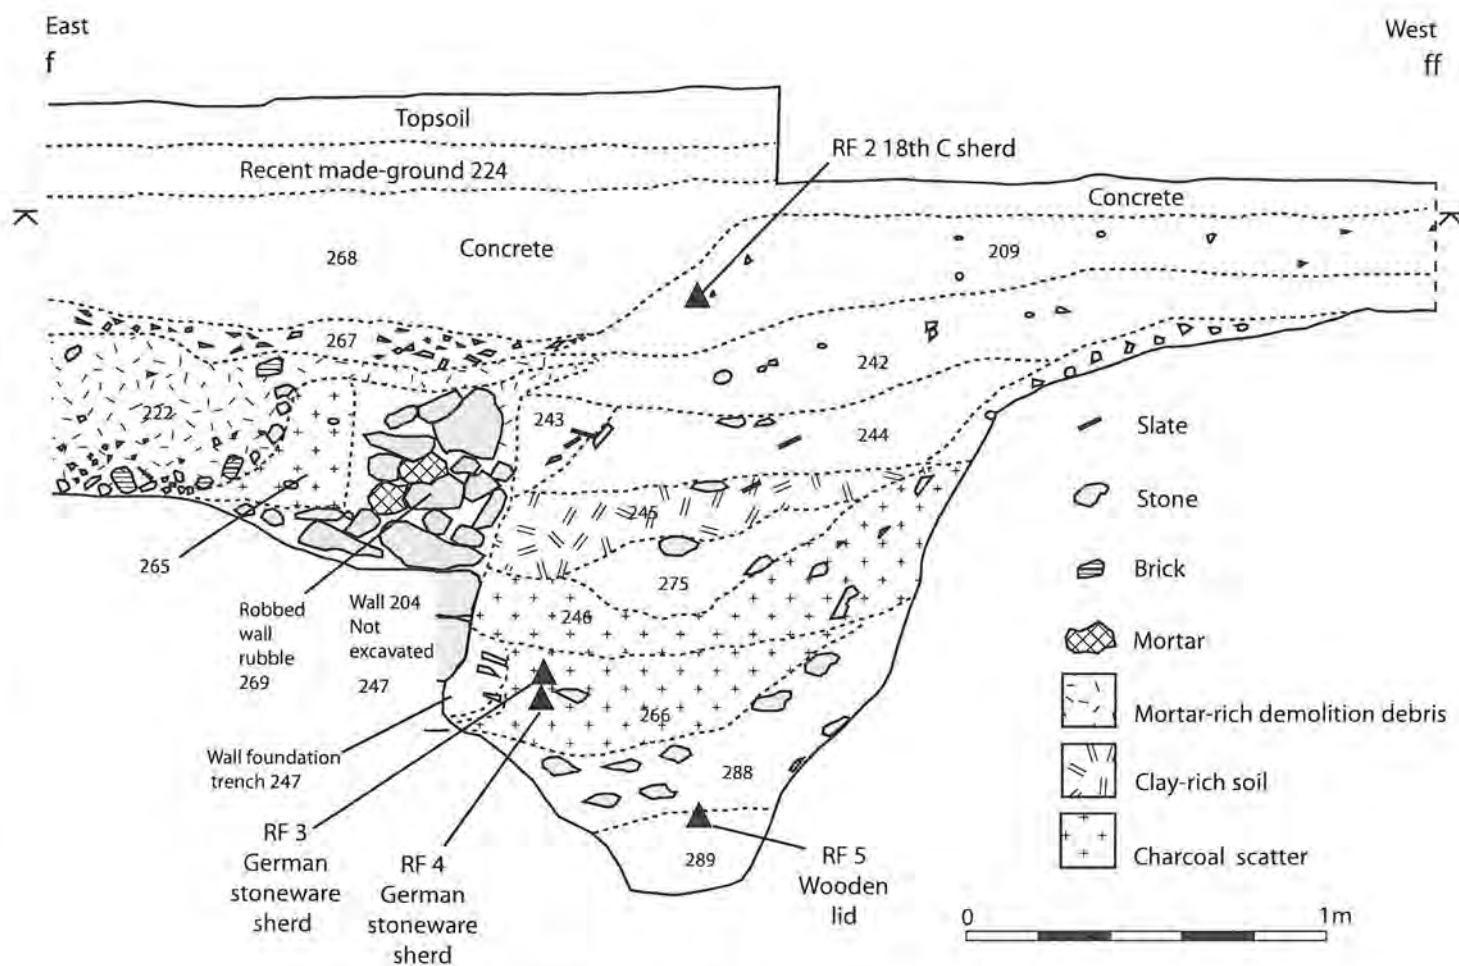 East
f
West
ff
Topsoil
Recent made-ground 224
RF 2 18th C sherd
Concrete
K
K
268
Concrete
209
267
242
222
243
244
Slate
245
Stone
265
275
Brick
246
Robbed
wall
rubble
269
Wall 204
Not
excavated
247
Mortar
266
Mortar-rich demolition debris
Wall foundation
trench 247
288
Clay-rich soil
RF 3
German
stoneware
sherd
RF 4
German
stoneware
sherd
289
RF 5
Wooden
lid
Charcoal scatter
0
1m